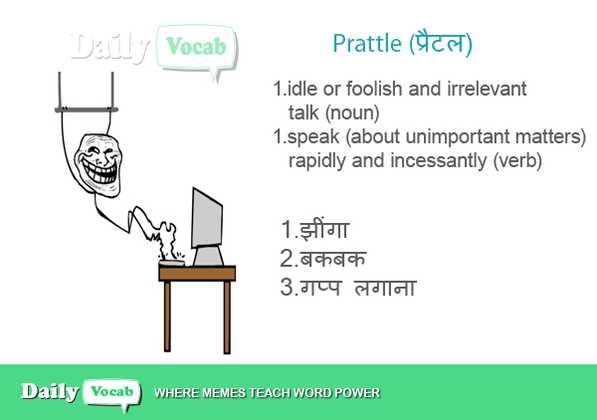 Daily Vocab
Prattle (प्रैटल)
1.idle or foolish and irrelevant
talk (noun)
1.speak (about unimportant matters)
rapidly and incessantly (verb)
1.झींगा
2.बकबक
3.गप्प लगाना
Daily Vocab WHERE MEMES TEACH WORD POWER